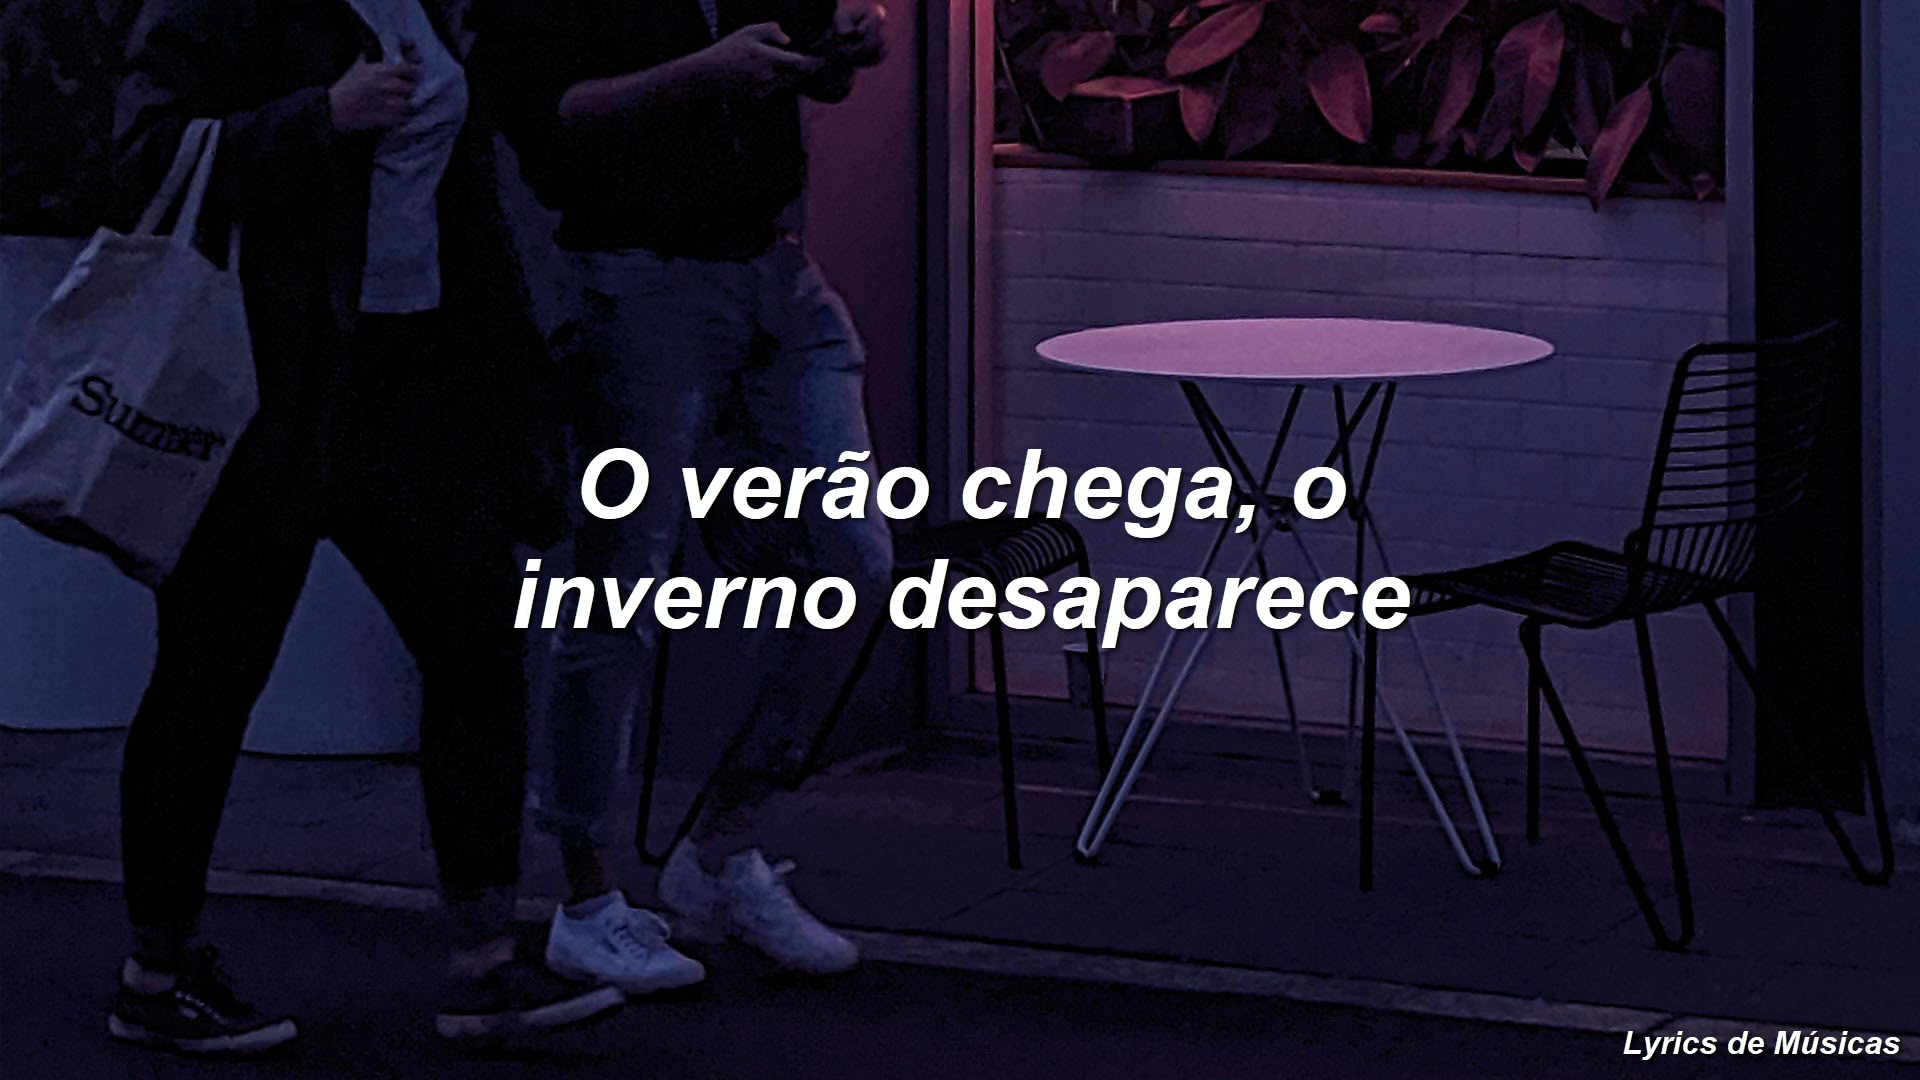 Summer
O verão chega, o
inverno desaparece
Lyrics de Músicas